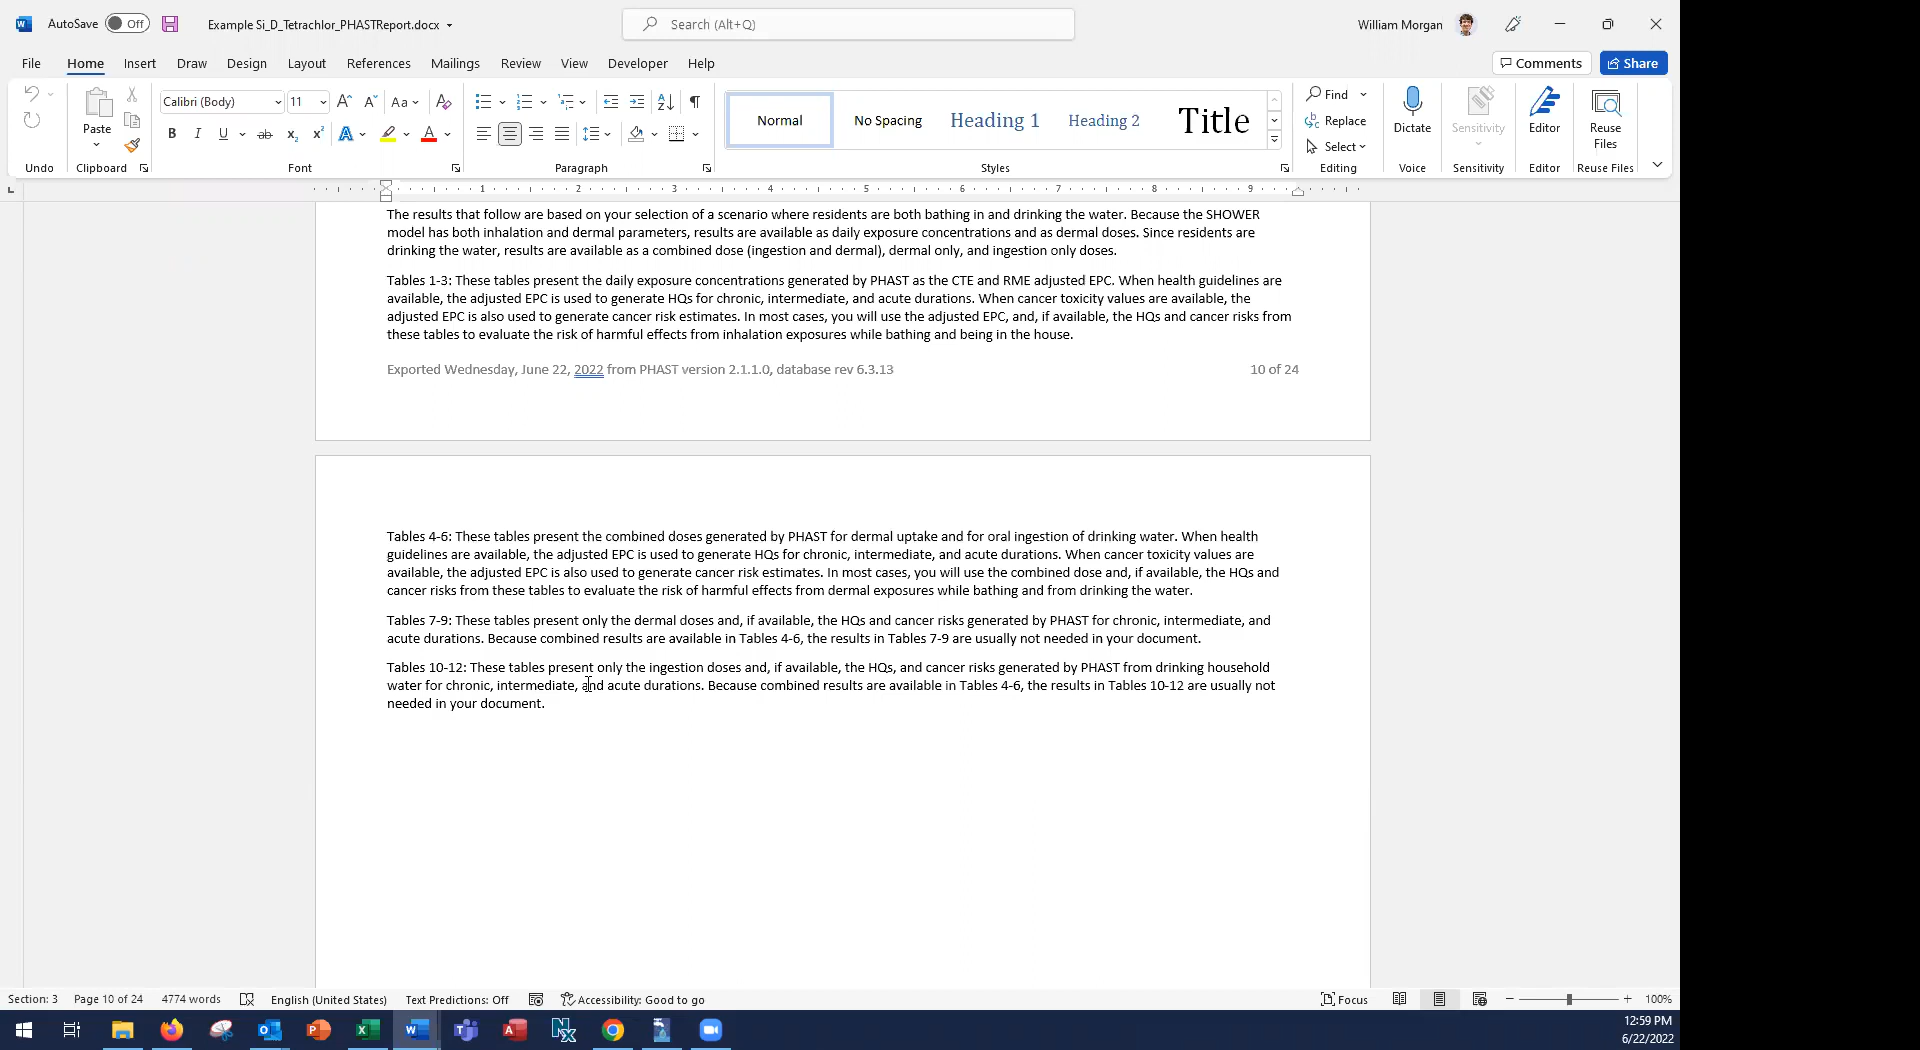 AutoSave Off Example Si_D_Tetrachlor_PHASTReport.docx Search (Alt+Q) William Morgan
File Home Insert Draw Design Layout References Mailings Review View Developer Help Comments Share
Calibri (Body) 11 Aa Normal No Spacing Heading 1 Heading 2 Title
Paste Find Replace Select Dictate Sensitivity Editor Reuse Files
Undo Clipboard Font Paragraph Styles Editing Voice Sensitivity Editor Reuse Files
1 2 3 4 5 6 7 8 9
The results that follow are based on your selection of a scenario where residents are both bathing in and drinking the water. Because the SHOWER
model has both inhalation and dermal parameters, results are available as daily exposure concentrations and as dermal doses. Since residents are
drinking the water, results are available as a combined dose (ingestion and dermal), dermal only, and ingestion only doses.
Tables 1-3: These tables present the daily exposure concentrations generated by PHAST as the CTE and RME adjusted EPC. When health guidelines are
available, the adjusted EPC is used to generate HQs for chronic, intermediate, and acute durations. When cancer toxicity values are available, the
adjusted EPC is also used to generate cancer risk estimates. In most cases, you will use the adjusted EPC, and, if available, the HQs and cancer risks from
these tables to evaluate the risk of harmful effects from inhalation exposures while bathing and being in the house.
Exported Wednesday, June 22, 2022 from PHAST version 2.1.1.0, database rev 6.3.13 10 of 24
Tables 4-6: These tables present the combined doses generated by PHAST for dermal uptake and for oral ingestion of drinking water. When health
guidelines are available, the adjusted EPC is used to generate HQs for chronic, intermediate, and acute durations. When cancer toxicity values are
available, the adjusted EPC is also used to generate cancer risk estimates. In most cases, you will use the combined dose and, if available, the HQs and
cancer risks from these tables to evaluate the risk of harmful effects from dermal exposures while bathing and from drinking the water.
Tables 7-9: These tables present only the dermal doses and, if available, the HQs and cancer risks generated by PHAST for chronic, intermediate, and
acute durations. Because combined results are available in Tables 4-6, the results in Tables 7-9 are usually not needed in your document.
Tables 10-12: These tables present only the ingestion doses and, if available, the HQs, and cancer risks generated by PHAST from drinking household
water for chronic, intermediate, and acute durations. Because combined results are available in Tables 4-6, the results in Tables 10-12 are usually not
needed in your document.
Section: 3 Page 10 of 24 4774 words English (United States) Text Predictions: Off Accessibility: Good to go Focus 100%
12:59 PM
6/22/2022